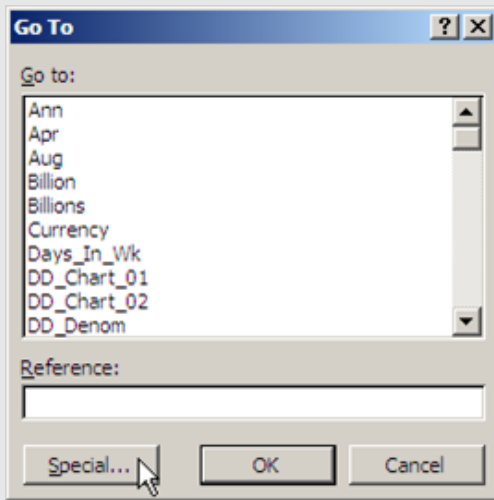 Go To
Go to:
Ann
Apr
Aug
Billion
Billions
Currency
Days_In_Wk
DD_Chart_01
DD_Chart_02
DD_Denom
Reference:
Special... OK Cancel